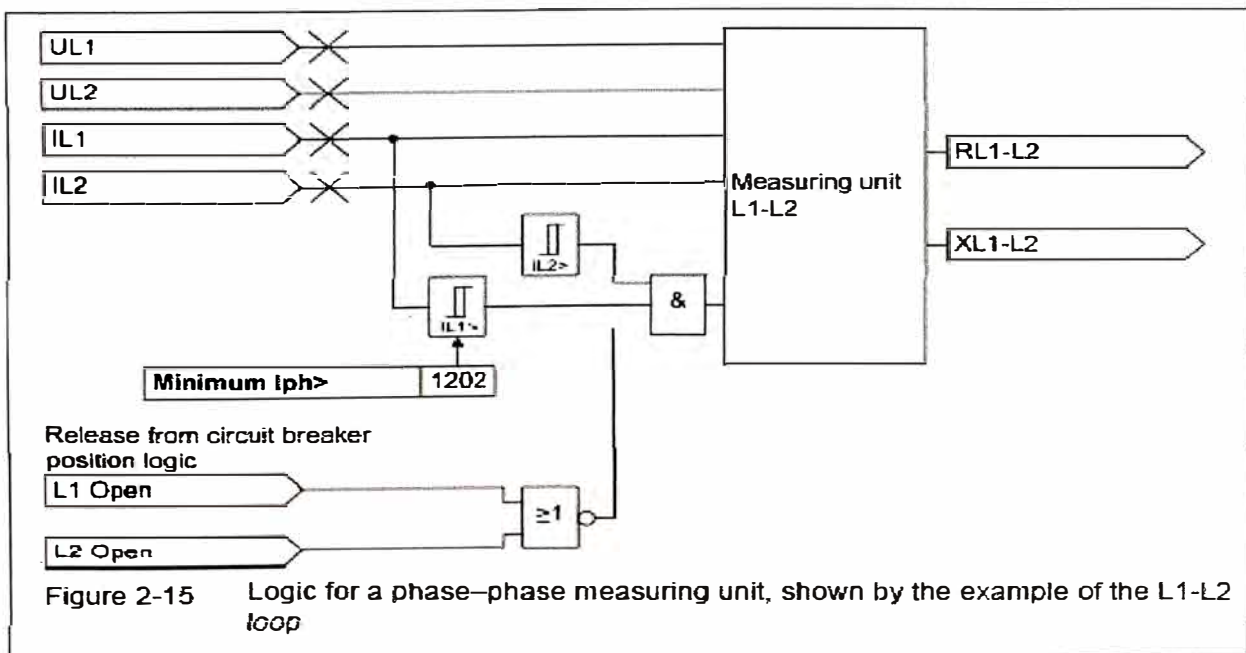 UL1
UL2
IL1
IL2
Measuring unit
L1-L2
RL1-L2
XL1-L2
IL2>
IL1>
&
Minimum Iph> 1202
Release from circuit breaker
position logic
L1 Open
L2 Open
≥1
Figure 2-15 Logic for a phase–phase measuring unit, shown by the example of the L1-L2
loop